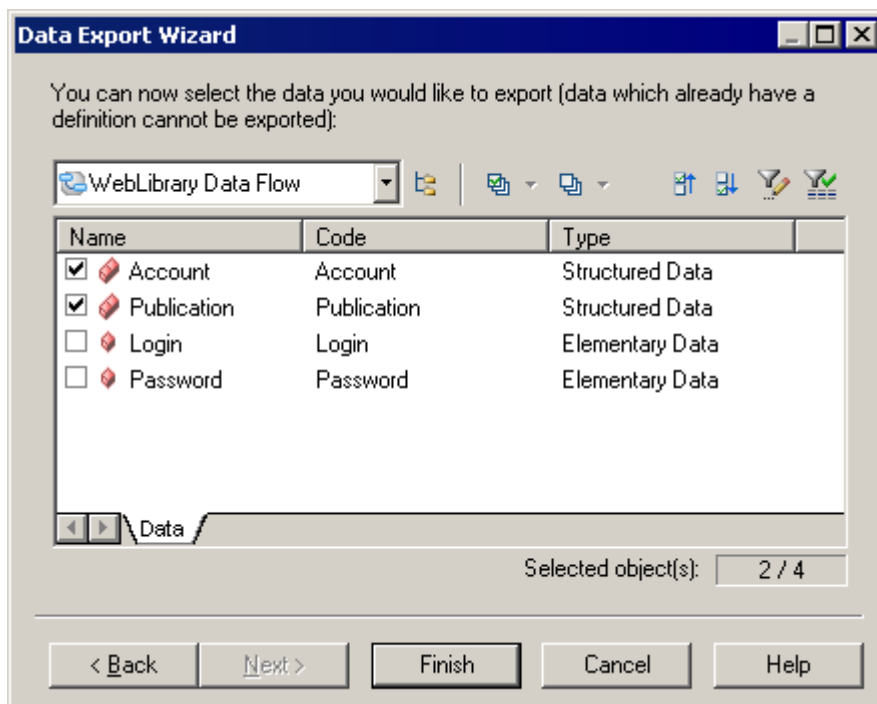 Data Export Wizard
You can now select the data you would like to export (data which already have a
definition cannot be exported):
WebLibrary Data Flow
Name Code Type
Account Account Structured Data
Publication Publication Structured Data
Login Login Elementary Data
Password Password Elementary Data
Data
Selected object(s): 2 / 4
< Back Next > Finish Cancel Help